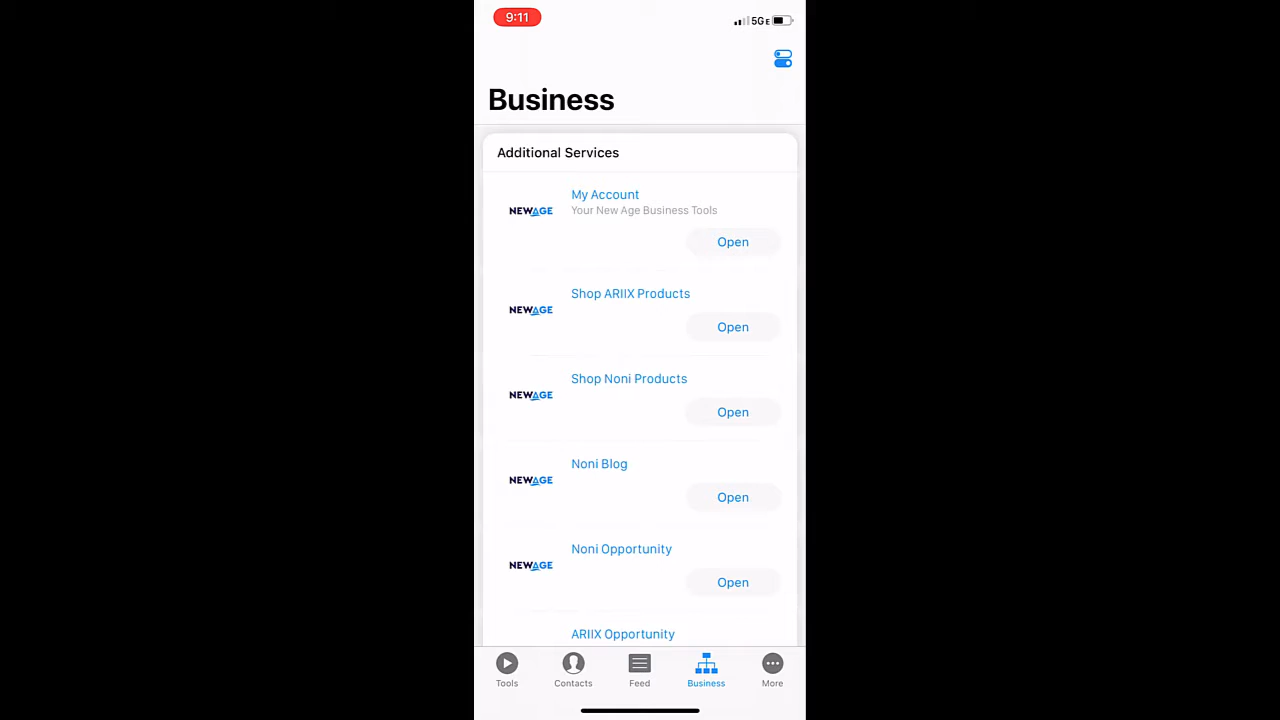 9:11
5GE
Business
Additional Services
My Account
NEWAGE
Your New Age Business Tools
Open
Shop ARIIX Products
NEWAGE
Open
Shop Noni Products
NEWAGE
Open
Noni Blog
NEWAGE
Open
Noni Opportunity
NEWAGE
Open
ARIIX Opportunity
Tools
Contacts
Feed
Business
More